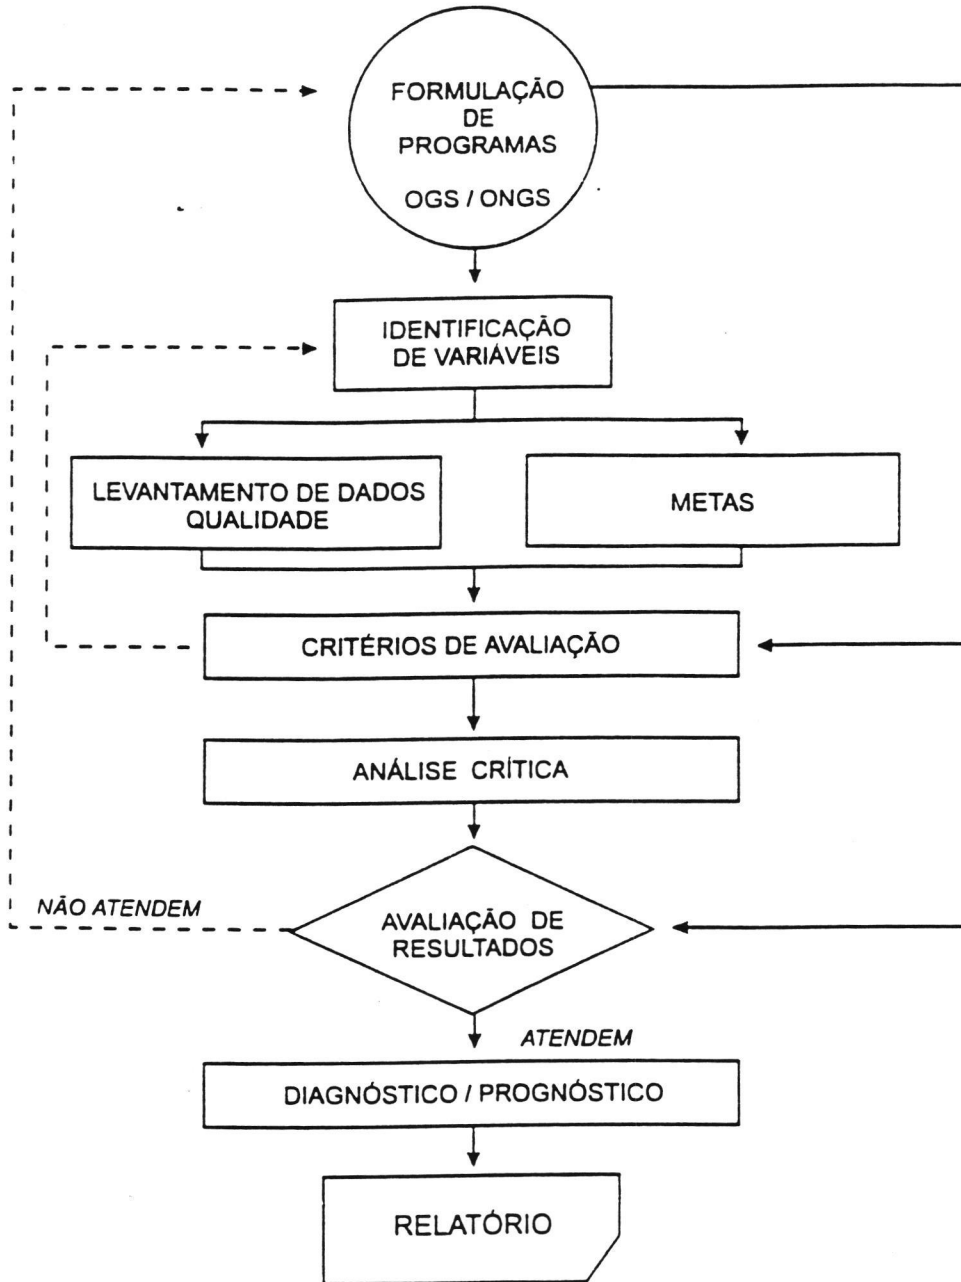 FORMULAÇÃO
DE
PROGRAMAS
OGS / ONGS
IDENTIFICAÇÃO
DE VARIÁVEIS
LEVANTAMENTO DE DADOS
QUALIDADE
METAS
CRITÉRIOS DE AVALIAÇÃO
ANÁLISE CRÍTICA
NÃO ATENDEM
AVALIAÇÃO DE
RESULTADOS
ATENDEM
DIAGNÓSTICO / PROGNÓSTICO
RELATÓRIO